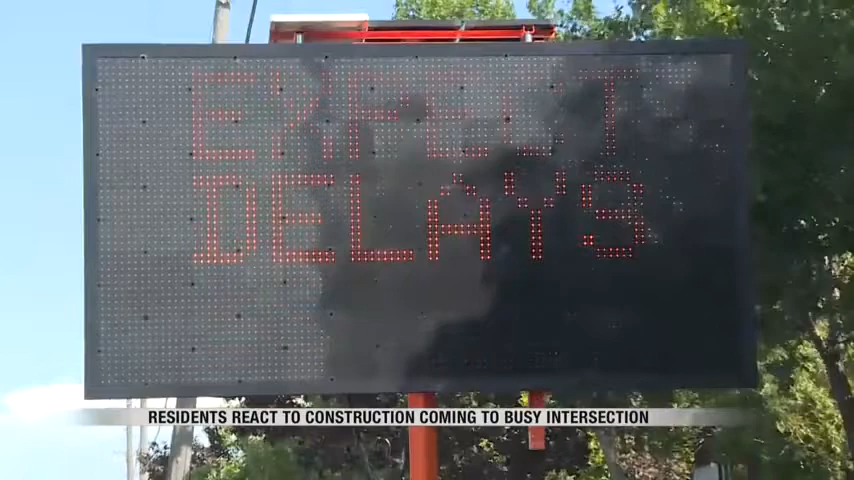 EXPECT
DELAYS
RESIDENTS REACT TO CONSTRUCTION COMING TO BUSY INTERSECTION